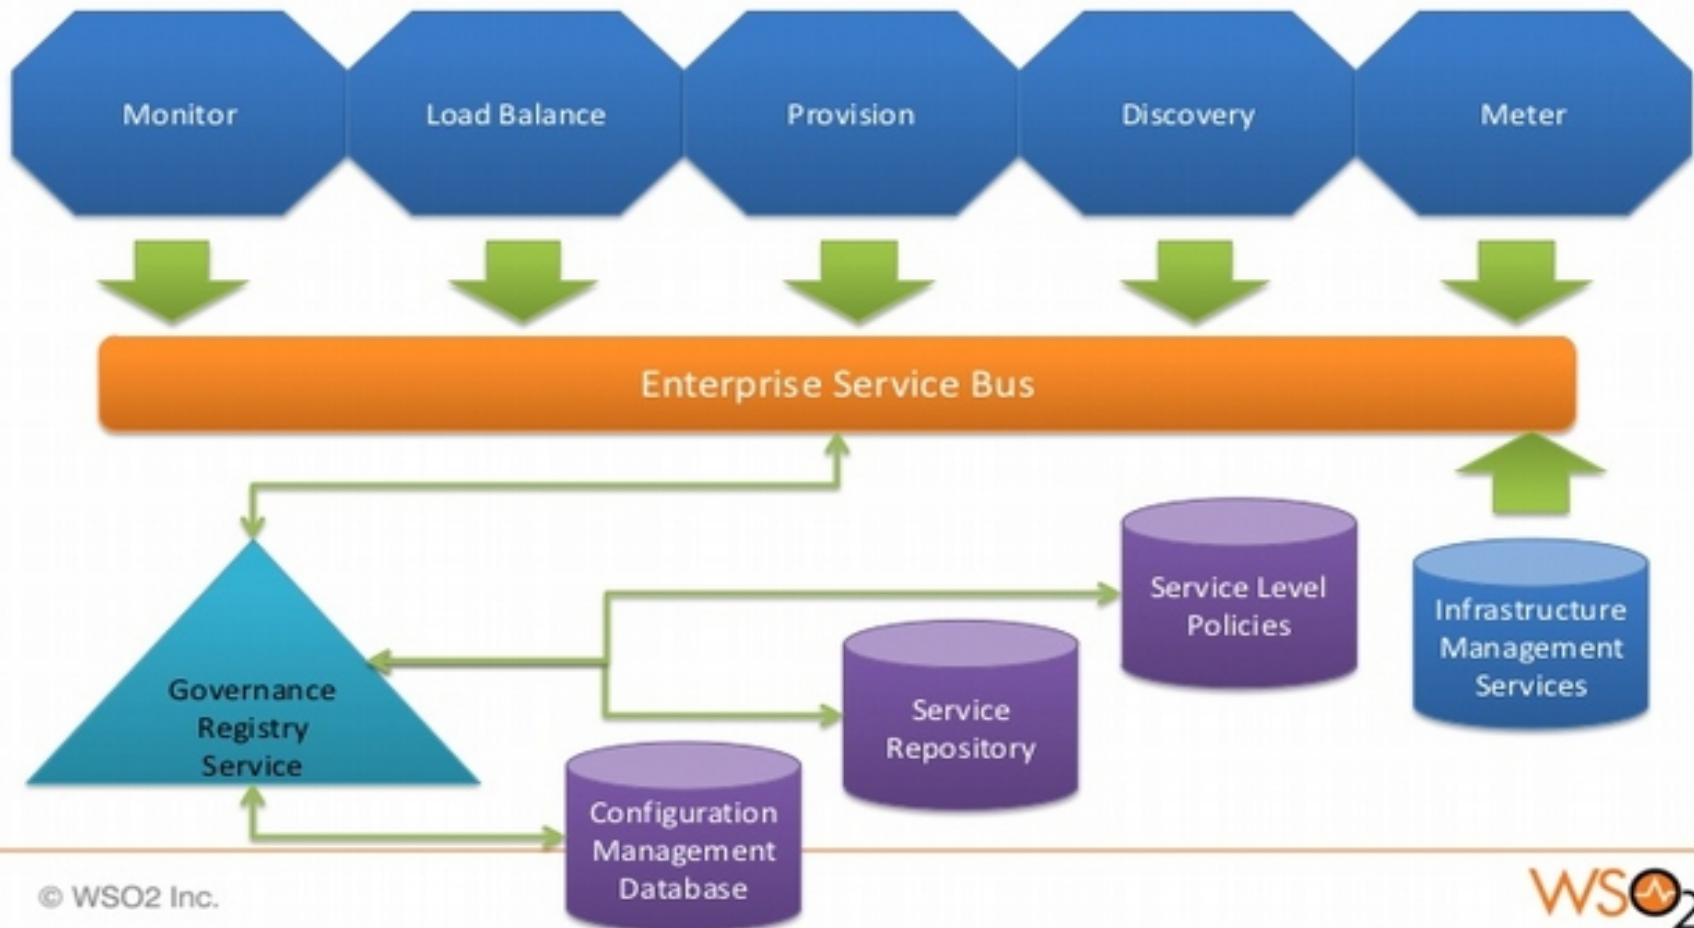 Monitor
Load Balance
Provision
Discovery
Meter
Enterprise Service Bus
Service Level
Policies
Infrastructure
Management
Services
Governance
Registry
Service
Service
Repository
Configuration
Management
Database
© WSO2 Inc.
WSO2